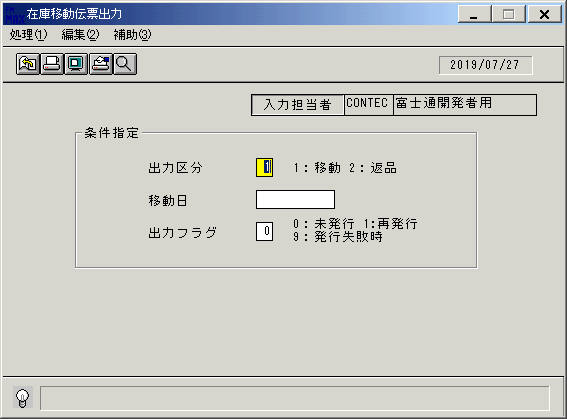 在庫移動伝票出力
処理(1) 編集(2) 補助(3)
2019/07/27
入力担当者 CONTEC 富士通開発者用
条件指定
出力区分 1 1：移動 2：返品
移動日
出力フラグ 0 0：未発行 1:再発行
9：発行失敗時